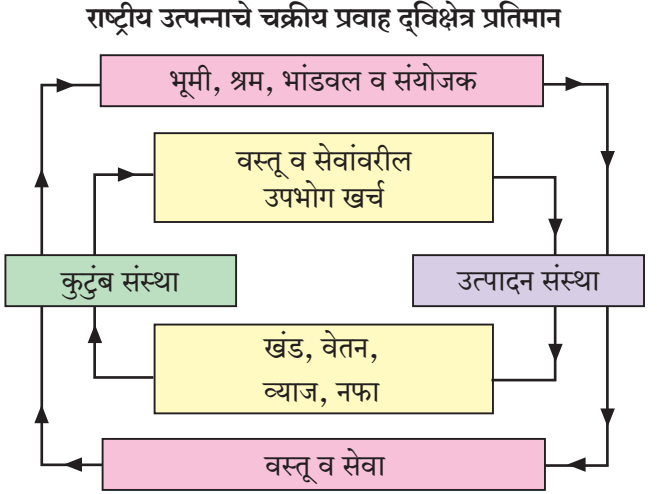 राष्ट्रीय उत्पन्नाचे चक्रीय प्रवाह द्‌विक्षेत्र प्रतिमान
भूमी, श्रम, भांडवल व संयोजक
वस्तू व सेवांवरील
उपभोग खर्च
कुटुंब संस्था
उत्पादन संस्था
खंड, वेतन,
व्याज, नफा
वस्तू व सेवा